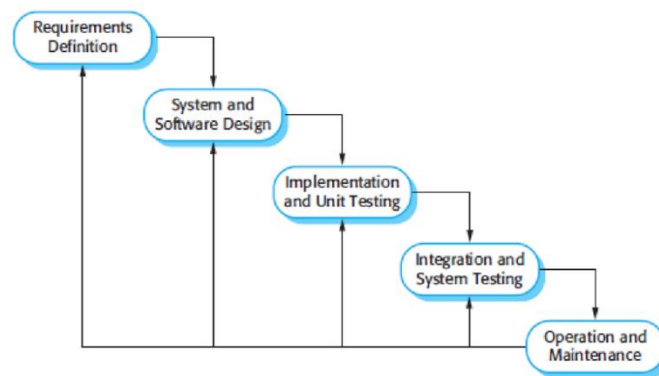 Requirements
Definition
System and
Software Design
Implementation
and Unit Testing
Integration and
System Testing
Operation and
Maintenance